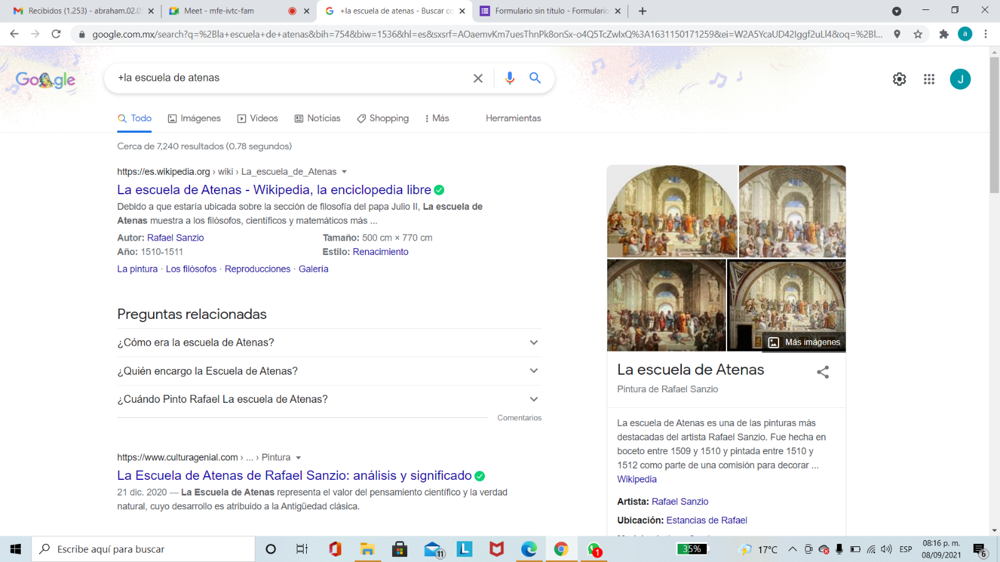 Recibidos (1.253) - abraham.02.0
Meet - mfe-ivtc-fam
+la escuela de atenas - Buscar co
Formulario sin título - Formulario
google.com.mx/search?q=%2Bla+escuela+de+atenas&bih=754&biw=1536&hl=es&sxsrf=AOaemvKm7uesThnPk8onSx-o4Q5TcZwIxQ%3A1631150171259&ei=W2A5YcaUD42Iggf2uLl4&oq=%2Bl...
a
Google
+la escuela de atenas
J
Todo
Imágenes
Videos
Noticias
Shopping
Más
Herramientas
Cerca de 7,240 resultados (0.78 segundos)
https://es.wikipedia.org › wiki › La_escuela_de_Atenas
La escuela de Atenas - Wikipedia, la enciclopedia libre
Debido a que estaría ubicada sobre la sección de filosofía del papa Julio II, La escuela de
Atenas muestra a los filósofos, científicos y matemáticos más ...
Autor: Rafael Sanzio
Tamaño: 500 cm × 770 cm
Año: 1510-1511
Estilo: Renacimiento
La pintura · Los filósofos · Reproducciones · Galería
Preguntas relacionadas
¿Cómo era la escuela de Atenas?
¿Quién encargo la Escuela de Atenas?
¿Cuándo Pinto Rafael La escuela de Atenas?
Comentarios
https://www.culturagenial.com › ... › Pintura
La Escuela de Atenas de Rafael Sanzio: análisis y significado
21 dic. 2020 — La Escuela de Atenas representa el valor del pensamiento científico y la verdad
natural, cuyo desarrollo es atribuido a la Antigüedad clásica.
Más imágenes
La escuela de Atenas
Pintura de Rafael Sanzio
La escuela de Atenas es una de las pinturas más
destacadas del artista Rafael Sanzio. Fue hecha en
boceto entre 1509 y 1510 y pintada entre 1510 y
1512 como parte de una comisión para decorar ...
Wikipedia
Artista: Rafael Sanzio
Ubicación: Estancias de Rafael
Escribe aquí para buscar
11
L
1
35%
17°C
ESP
08:16 p. m.
08/09/2021
6